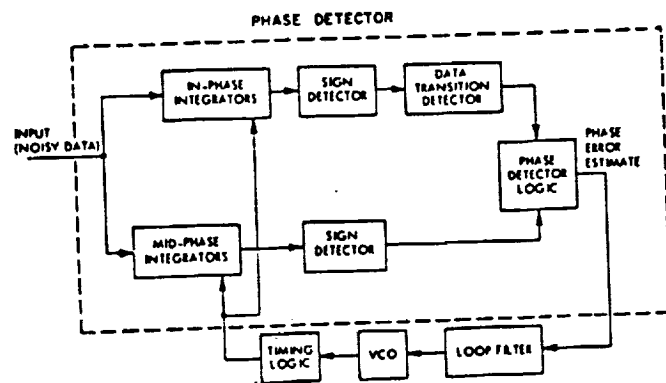 PHASE DETECTOR
IN-PHASE
INTEGRATORS
SIGN
DETECTOR
DATA
TRANSITION
DETECTOR
INPUT
(NOISY DATA)
PHASE
DETECTOR
LOGIC
PHASE
ERROR
ESTIMATE
MID-PHASE
INTEGRATORS
SIGN
DETECTOR
TIMING
LOGIC
VCO
LOOP FILTER